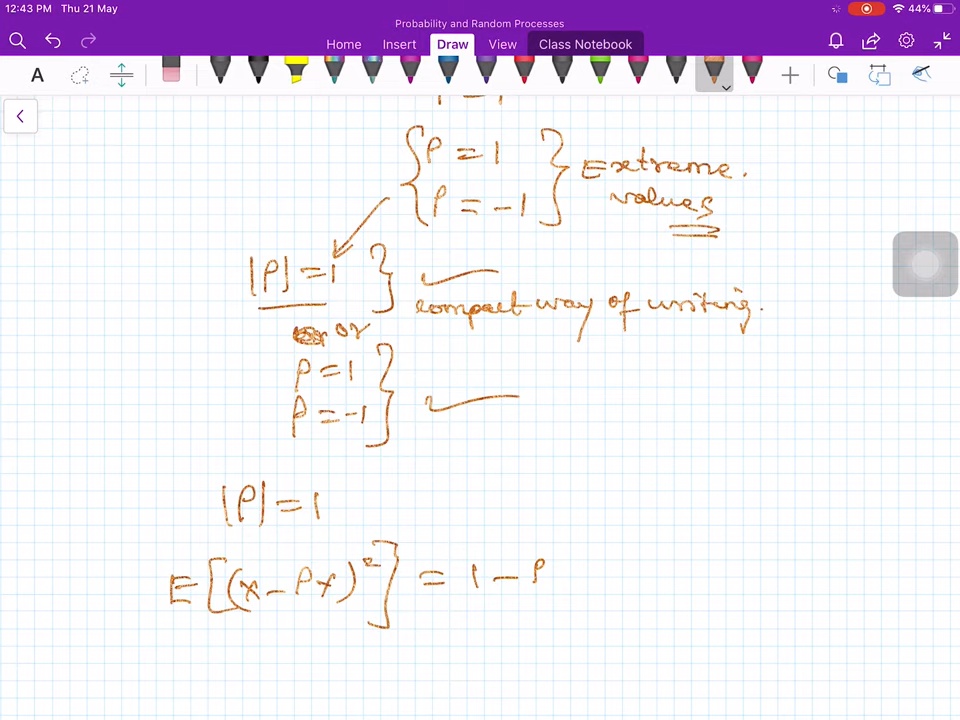 12:43 PM Thu 21 May
44%
Probability and Random Processes
Home Insert Draw View Class Notebook
A
ρ = 1
ρ = -1
Extreme.
values
|ρ| = 1
compact way of writing.
or
ρ = 1
ρ = -1
|ρ| = 1
E[(x - ρy)²] = 1 - ρ